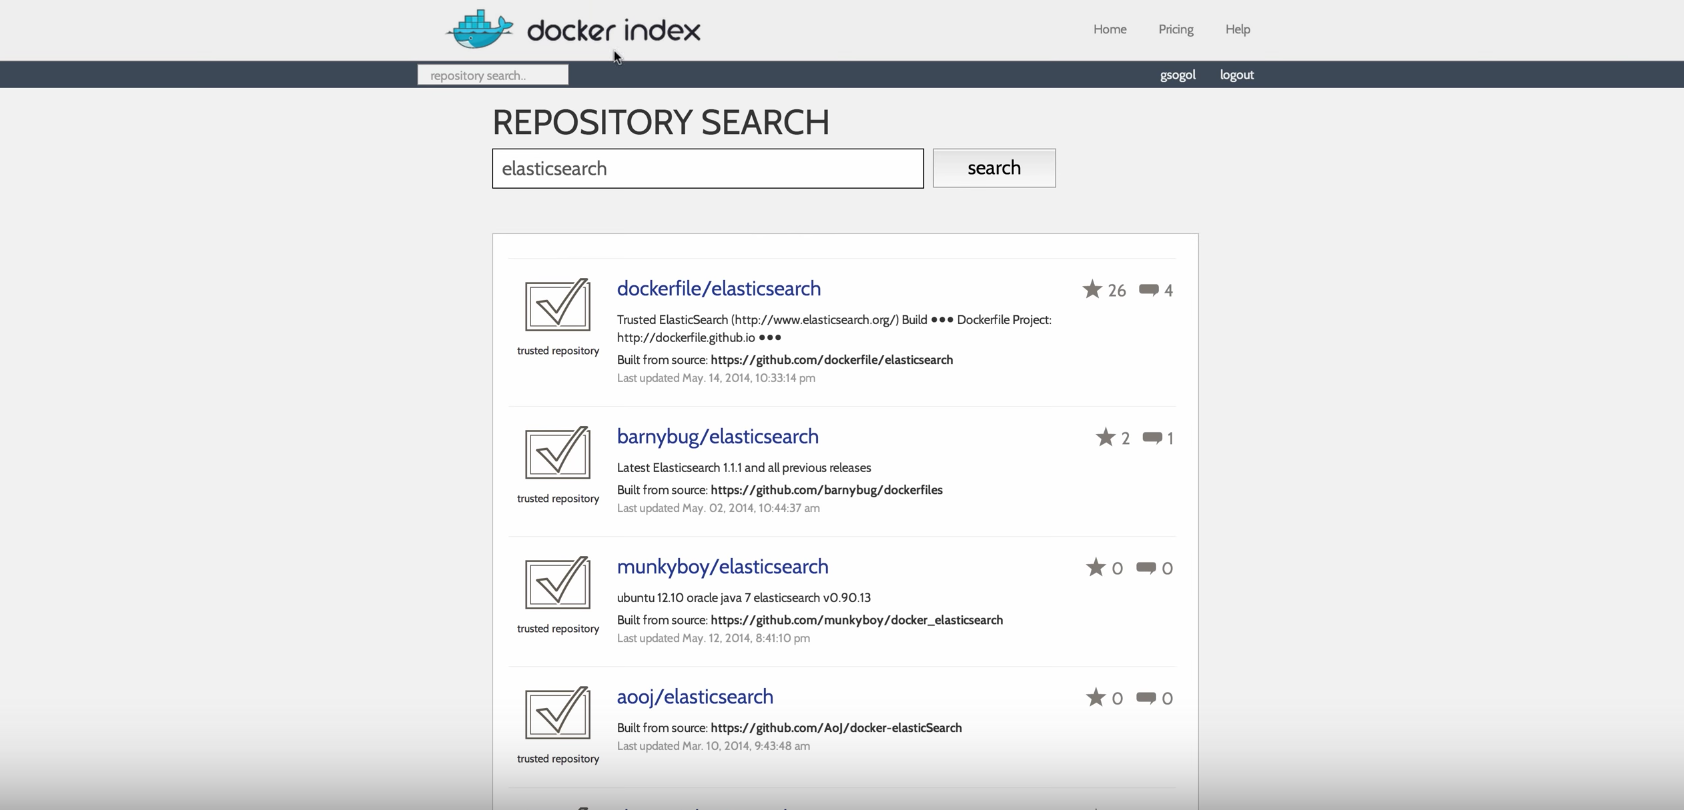 docker index
Home Pricing Help
repository search..
gsogol logout
REPOSITORY SEARCH
elasticsearch
search
dockerfile/elasticsearch
26 4
Trusted ElasticSearch (http://www.elasticsearch.org/) Build ●●● Dockerfile Project:
http://dockerfile.github.io ●●●
trusted repository
Built from source: https://github.com/dockerfile/elasticsearch
Last updated May. 14, 2014, 10:33:14 pm
barnybug/elasticsearch
2 1
Latest Elasticsearch 1.1.1 and all previous releases
Built from source: https://github.com/barnybug/dockerfiles
trusted repository
Last updated May. 02, 2014, 10:44:37 am
munkyboy/elasticsearch
0 0
ubuntu 12.10 oracle java 7 elasticsearch v0.90.13
Built from source: https://github.com/munkyboy/docker_elasticsearch
trusted repository
Last updated May. 12, 2014, 8:41:10 pm
aooj/elasticsearch
0 0
Built from source: https://github.com/AoJ/docker-elasticSearch
Last updated Mar. 10, 2014, 9:43:48 am
trusted repository